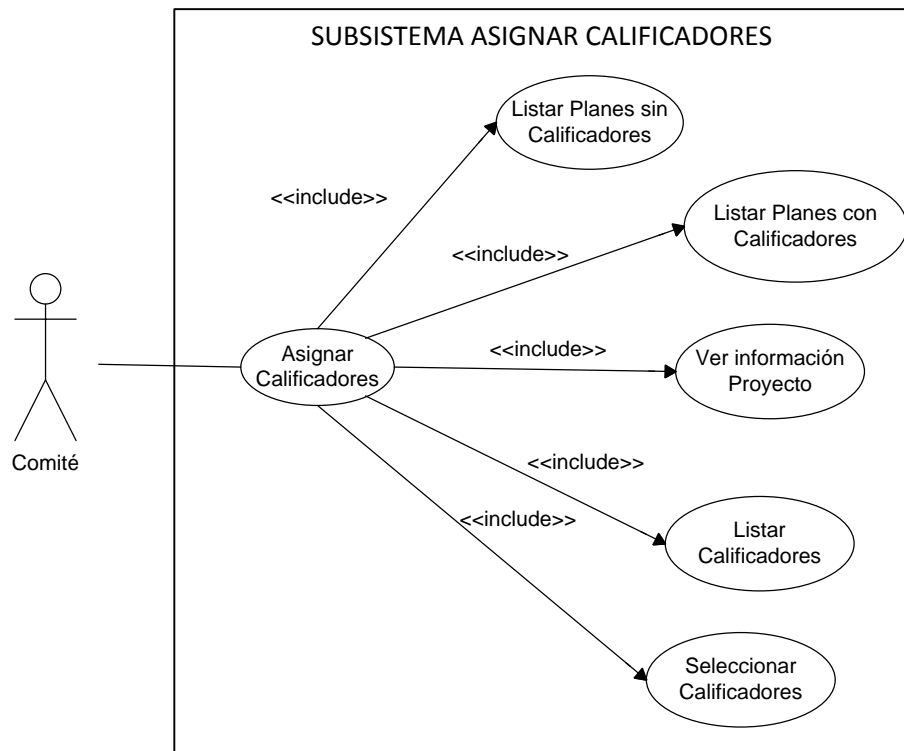 SUBSISTEMA ASIGNAR CALIFICADORES
Listar Planes sin
Calificadores
<<include>>
Listar Planes con
Calificadores
<<include>>
Asignar
Calificadores
<<include>>
Ver información
Proyecto
Comité
<<include>>
<<include>>
Listar
Calificadores
Seleccionar
Calificadores